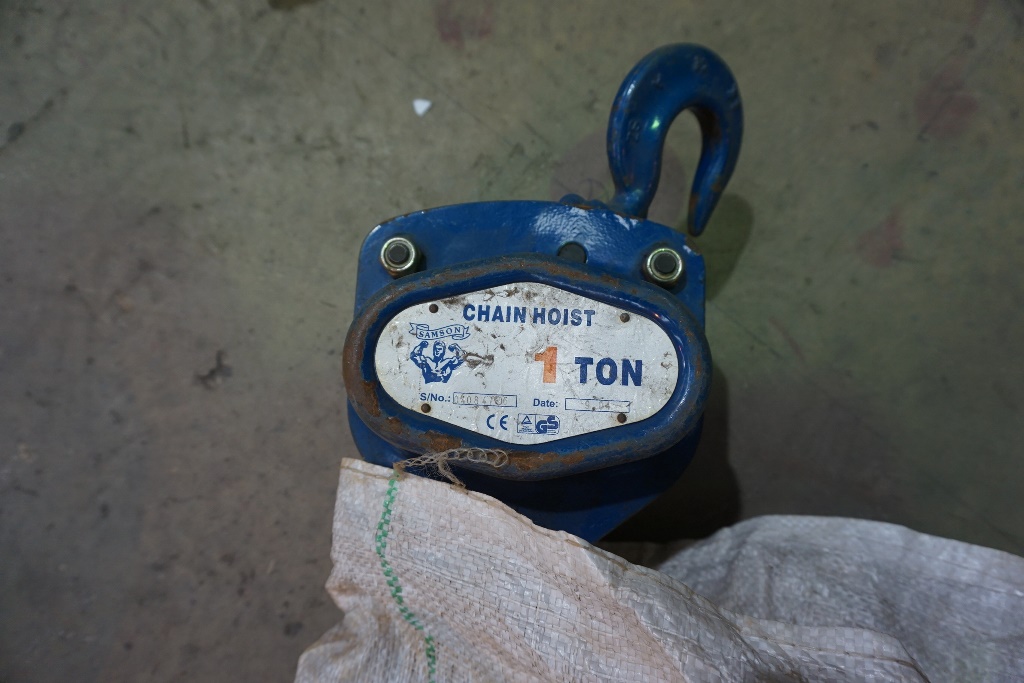 CHAIN HOIST
SAMSON
1 TON
S/No.:
Date:
CE GS